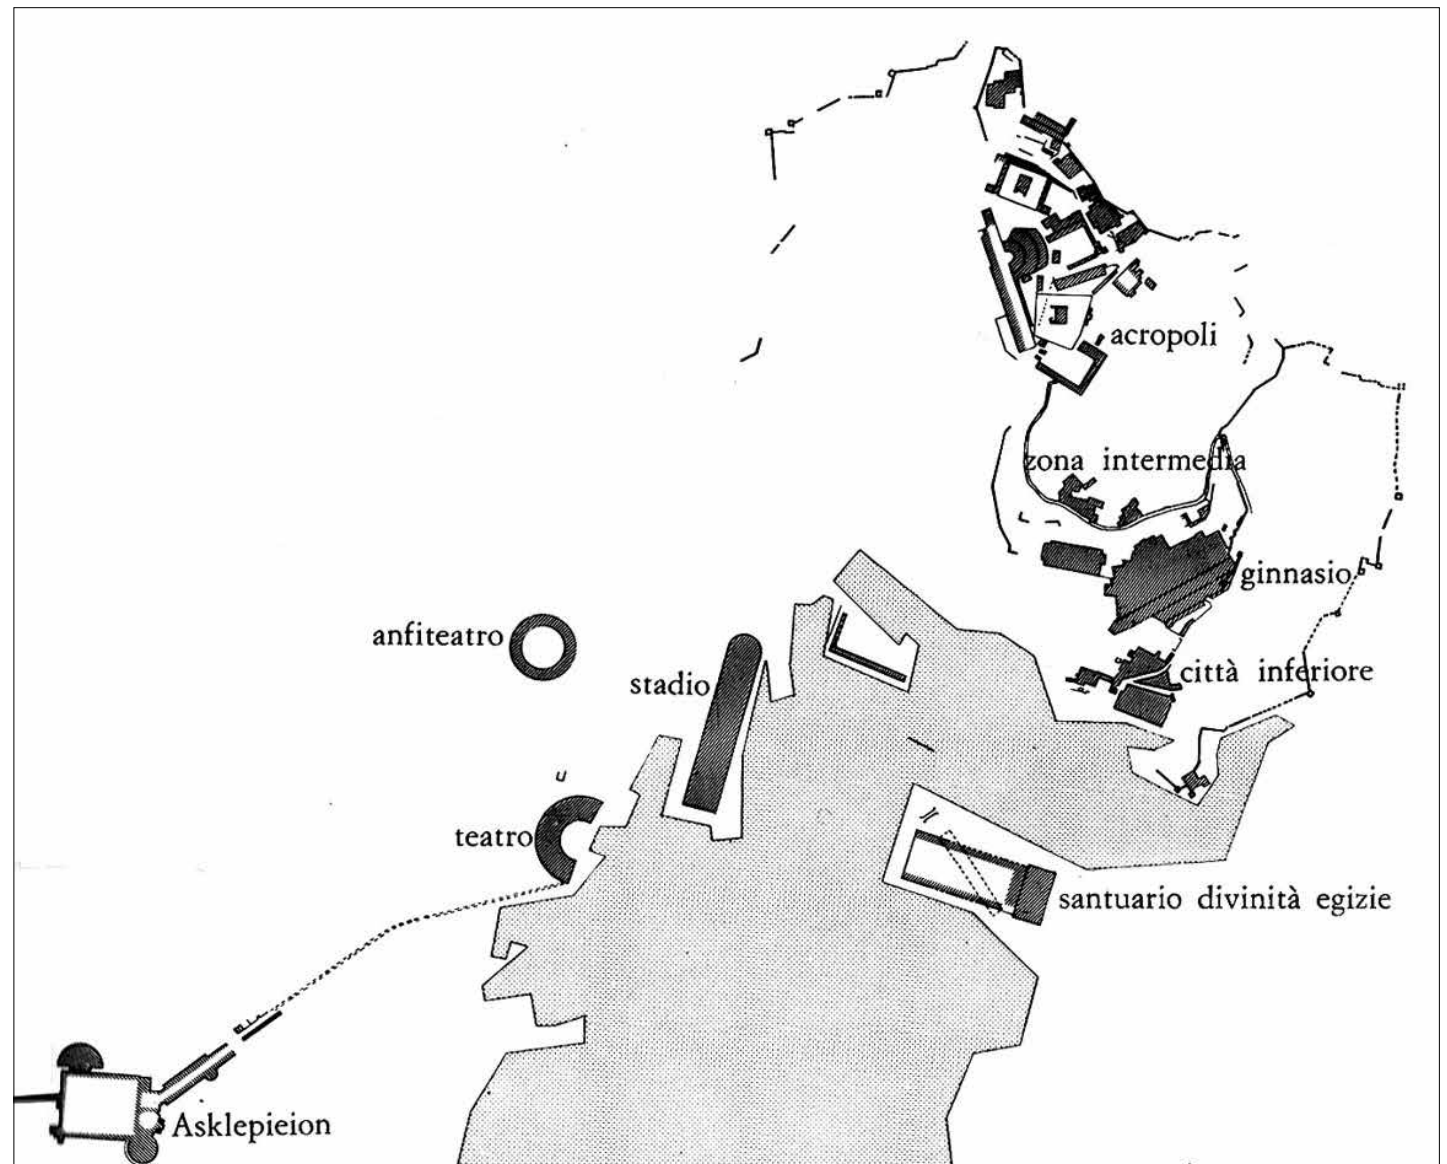 acropoli
zona intermedia
ginnasio
anfiteatro
città inferiore
stadio
teatro
santuario divinità egizie
Asklepieion